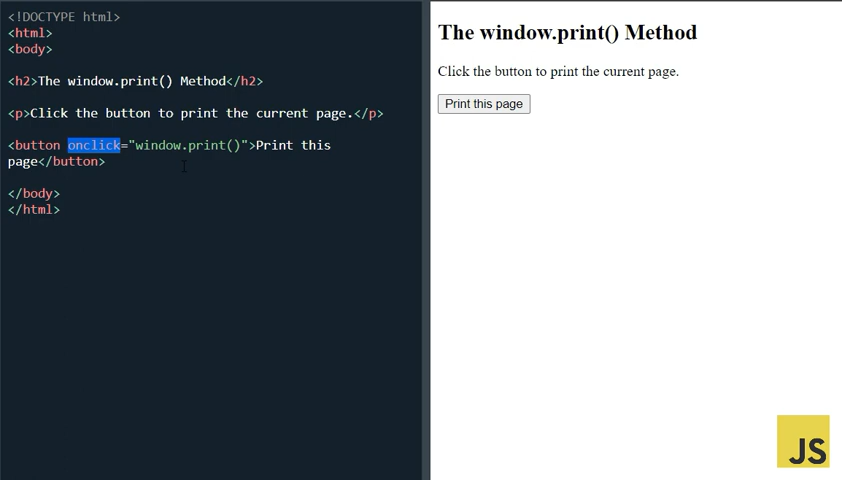 <!DOCTYPE html>
<html>
<body>
<h2>The window.print() Method</h2>
<p>Click the button to print the current page.</p>
<button onclick="window.print()">Print this
page</button>
</body>
</html>
The window.print() Method
Click the button to print the current page.
Print this page
JS